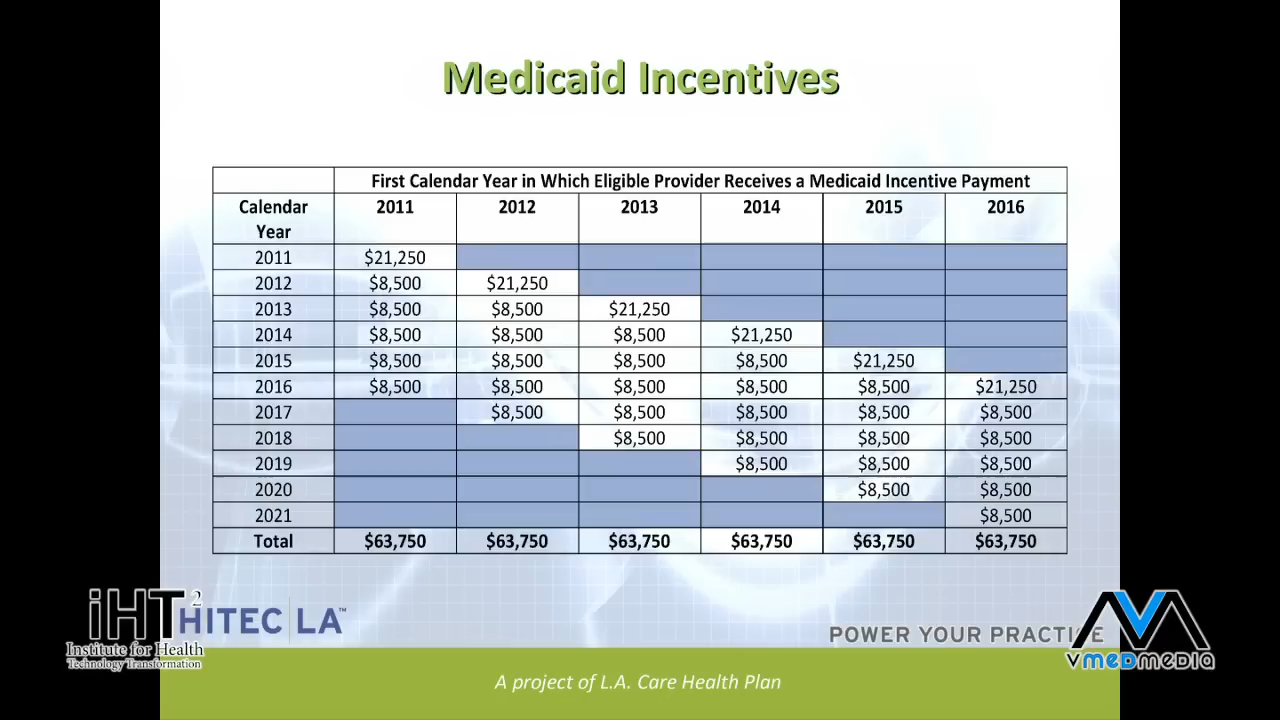 Medicaid Incentives
First Calendar Year in Which Eligible Provider Receives a Medicaid Incentive Payment
Calendar Year 2011 2012 2013 2014 2015 2016
2011 $21,250
2012 $8,500 $21,250
2013 $8,500 $8,500 $21,250
2014 $8,500 $8,500 $8,500 $21,250
2015 $8,500 $8,500 $8,500 $8,500 $21,250
2016 $8,500 $8,500 $8,500 $8,500 $8,500 $21,250
2017 $8,500 $8,500 $8,500 $8,500 $8,500
2018 $8,500 $8,500 $8,500 $8,500
2019 $8,500 $8,500 $8,500
2020 $8,500 $8,500
2021 $8,500
Total $63,750 $63,750 $63,750 $63,750 $63,750 $63,750
iHT2
HITEC LA™
Institute for Health
Technology Transformation
POWER YOUR PRACTICE
vmedmedia
A project of L.A. Care Health Plan